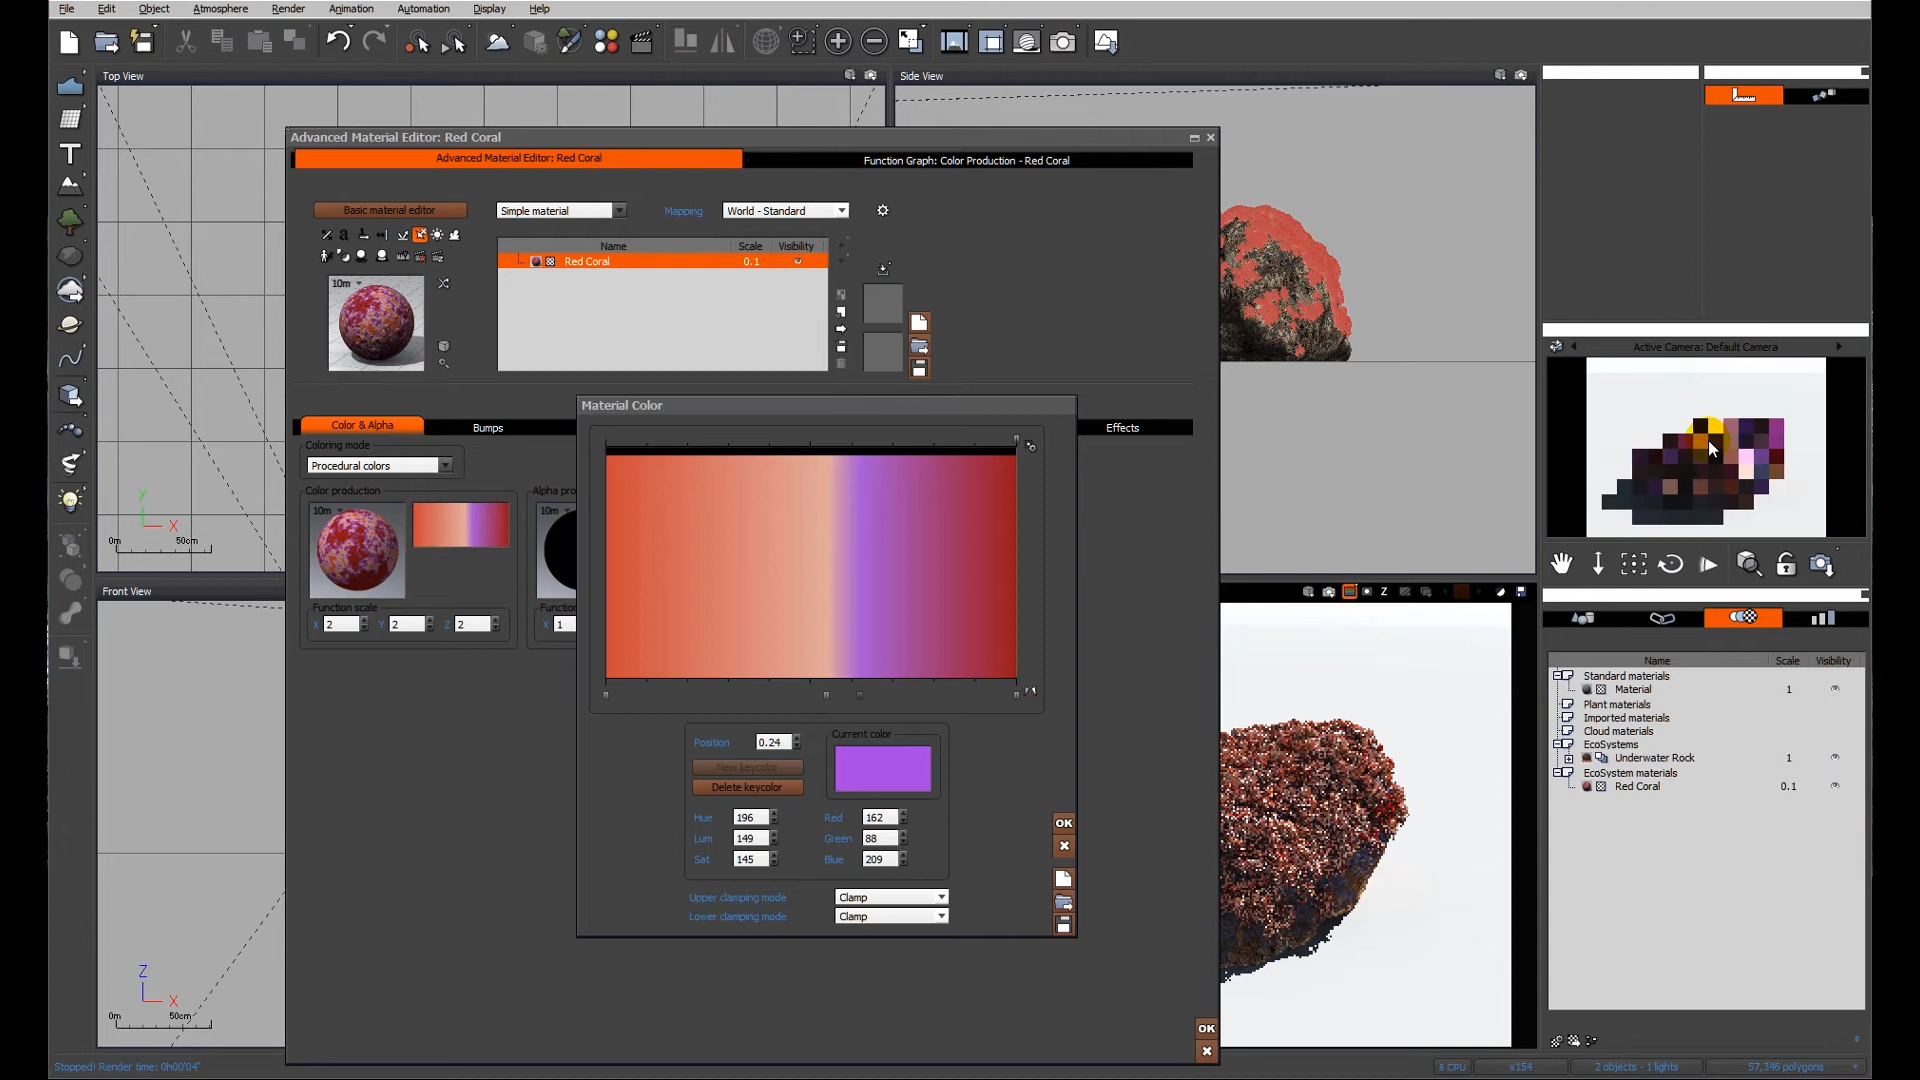 File Edit Object Atmosphere Render Animation Automation Display Help
Top View
Side View
Advanced Material Editor: Red Coral
Advanced Material Editor: Red Coral
Function Graph: Color Production - Red Coral
Basic material editor
Simple material
Mapping
World - Standard
Name Scale Visibility
Red Coral 0.1
10m
Active Camera: Default Camera
Material Color
Color & Alpha
Bumps
Effects
Coloring mode
Procedural colors
Color production
Alpha pro
10m
10m
Function scale
X 2 Y 2 Z 2
Function
X 1
Y
X
0m 50cm
Front View
Z
X
0m 50cm
Position 0.24
New keycolor
Delete keycolor
Current color
Hue 196
Lum 149
Sat 145
Red 162
Green 88
Blue 209
Upper clamping mode Clamp
Lower clamping mode Clamp
OK
OK
Z
Name Scale Visibility
Standard materials
Material 1
Plant materials
Imported materials
Cloud materials
EcoSystems
Underwater Rock 1
EcoSystem materials
Red Coral 0.1
Stopped! Render time: 0h00'04"
8 CPU x154 2 objects - 1 lights 57,346 polygons